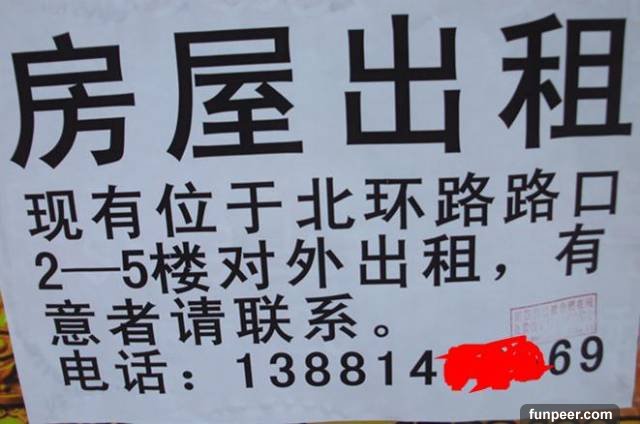 房屋出租
现有位于北环路路口
2—5楼对外出租，有
意者请联系。
电话：138814 69
funpeer.com